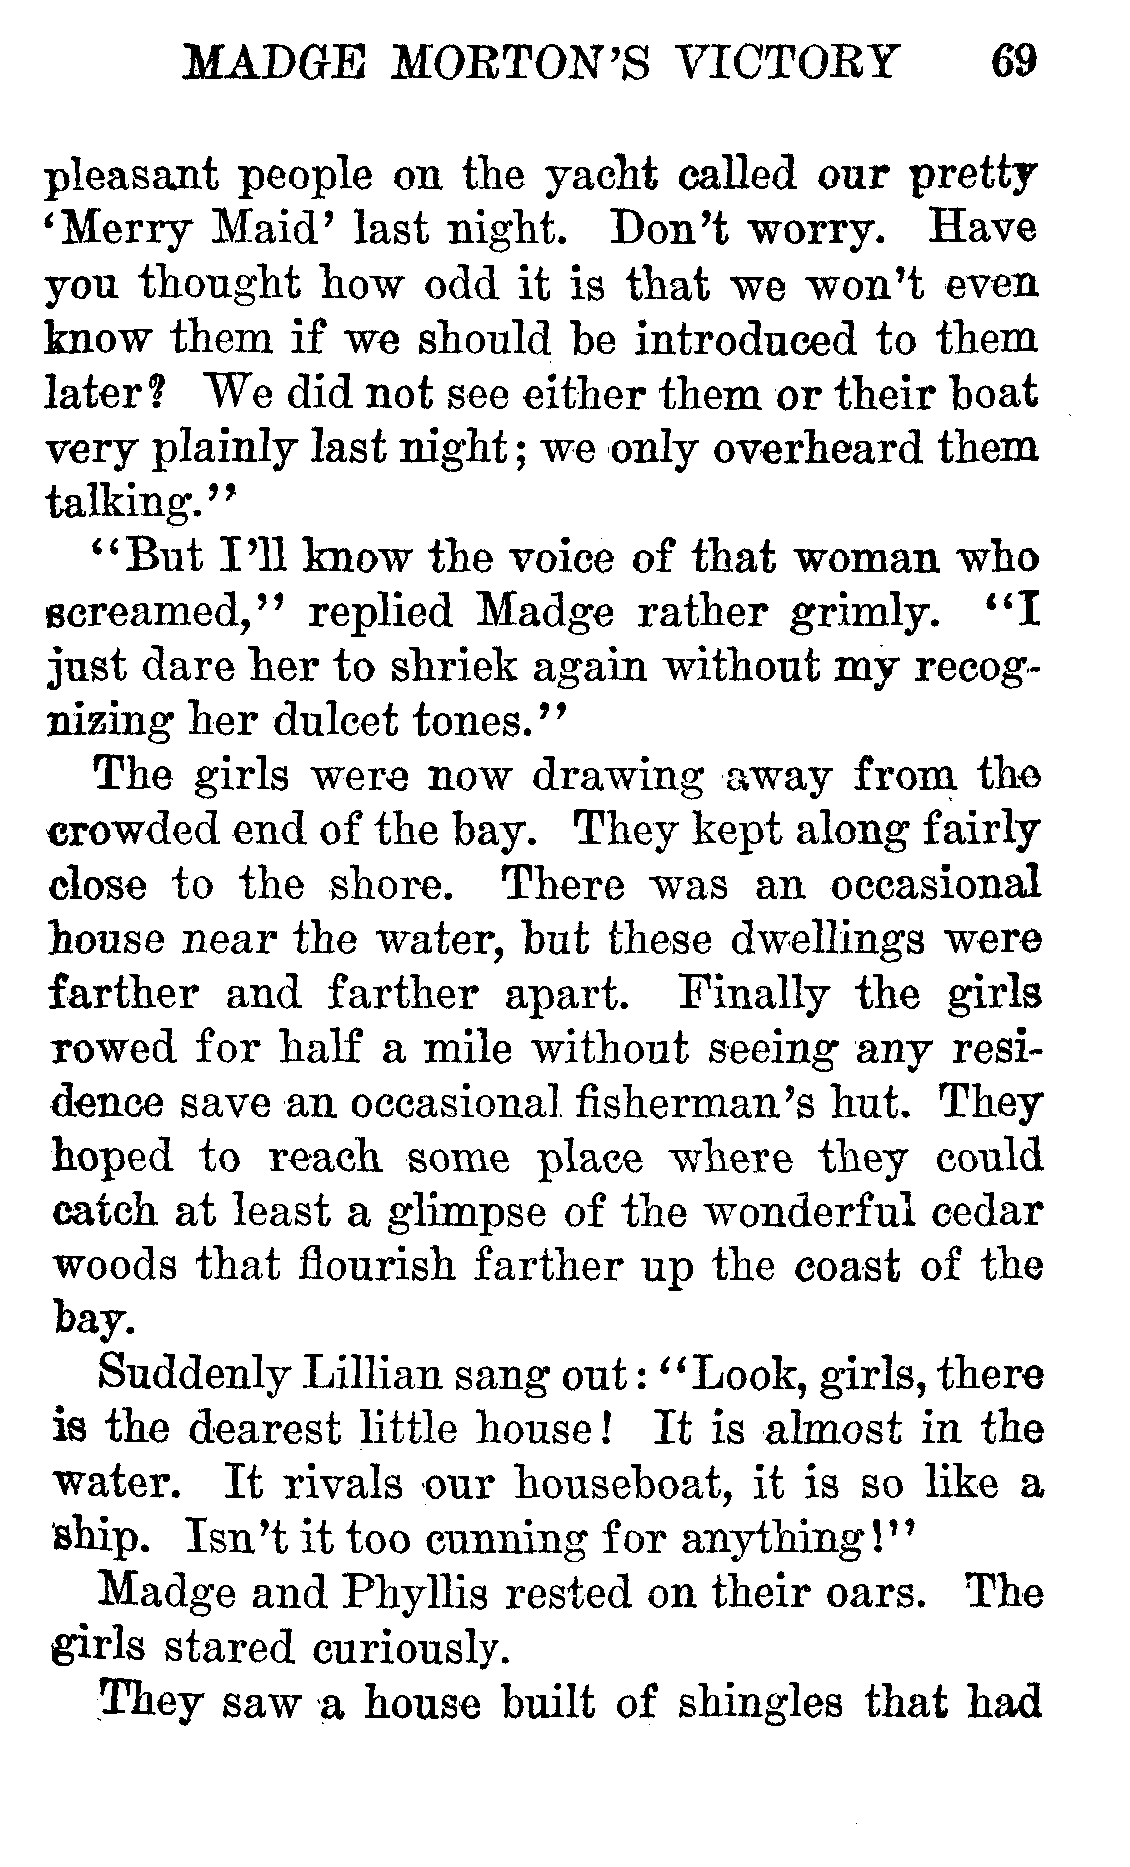 MADGE MORTON'S VICTORY 69
pleasant people on the yacht called our pretty
'Merry Maid' last night. Don't worry. Have
you thought how odd it is that we won't even
know them if we should be introduced to them
later? We did not see either them or their boat
very plainly last night; we only overheard them
talking."
"But I'll know the voice of that woman who
screamed," replied Madge rather grimly. "I
just dare her to shriek again without my recog-
nizing her dulcet tones."
The girls were now drawing away from the
crowded end of the bay. They kept along fairly
close to the shore. There was an occasional
house near the water, but these dwellings were
farther and farther apart. Finally the girls
rowed for half a mile without seeing any resi-
dence save an occasional fisherman's hut. They
hoped to reach some place where they could
catch at least a glimpse of the wonderful cedar
woods that flourish farther up the coast of the
bay.
Suddenly Lillian sang out: "Look, girls, there
is the dearest little house! It is almost in the
water. It rivals our houseboat, it is so like a
ship. Isn't it too cunning for anything!"
Madge and Phyllis rested on their oars. The
girls stared curiously.
They saw a house built of shingles that had